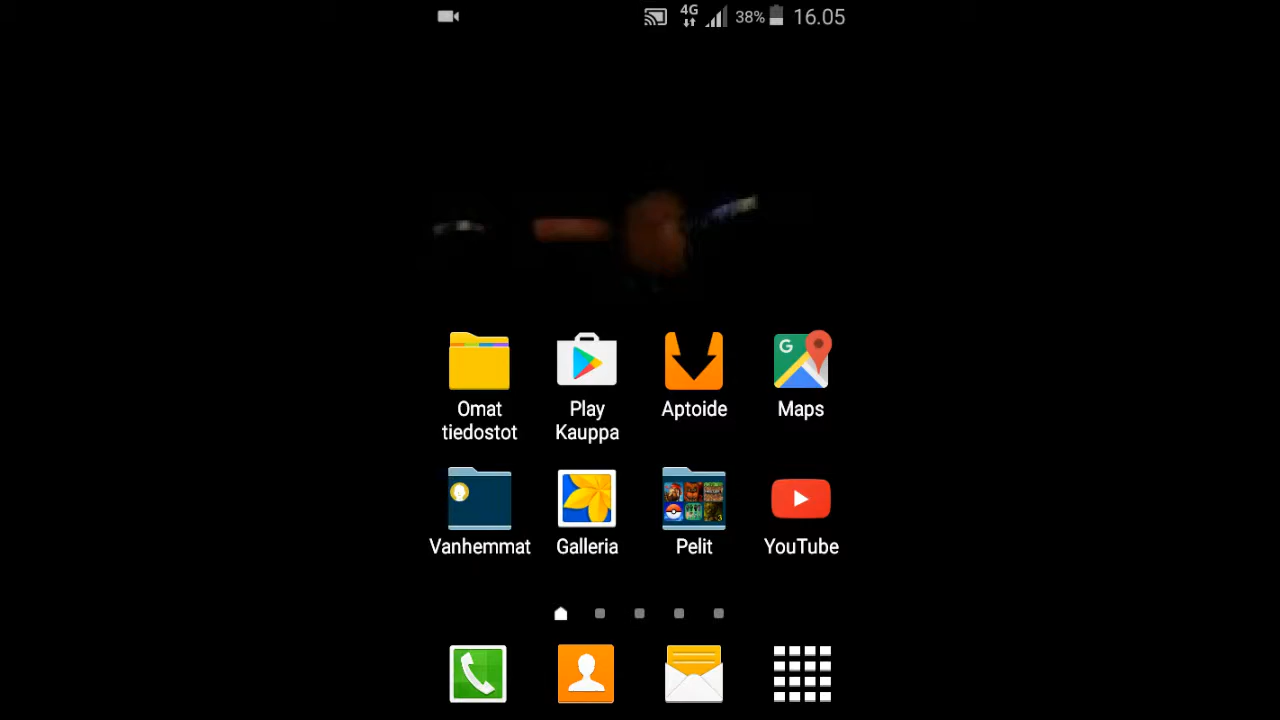 4G 38% 16.05
Omat tiedostot
Play Kauppa
Aptoide
G
Maps
Vanhemmat
Galleria
Pelit
YouTube